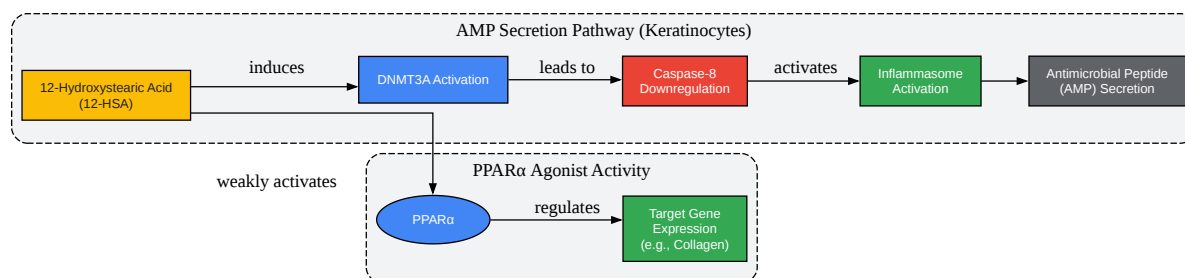 AMP Secretion Pathway (Keratinocytes)
12-Hydroxystearic Acid
(12-HSA)
induces
DNMT3A Activation
leads to
Caspase-8
Downregulation
activates
Inflammasome
Activation
Antimicrobial Peptide
(AMP) Secretion
weakly activates
PPARα Agonist Activity
PPARα
regulates
Target Gene
Expression
(e.g., Collagen)